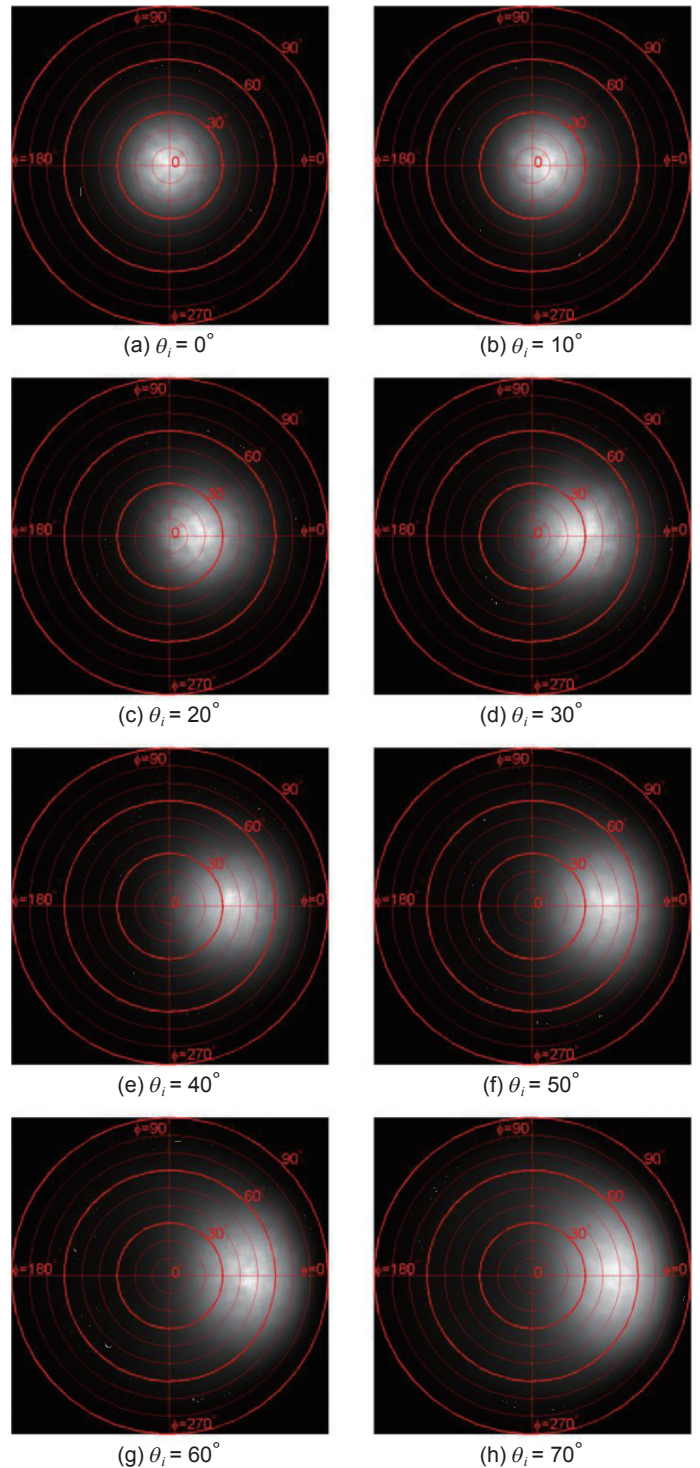 ϕ=90° 90°
60°
30°
ϕ=180° 0° ϕ=0
ϕ=270°
(a) θi = 0°
ϕ=90° 90°
60°
30°
ϕ=180° 0° ϕ=0
ϕ=270°
(b) θi = 10°
ϕ=90° 90°
60°
30°
ϕ=180° 0 ϕ=0
ϕ=270°
(c) θi = 20°
ϕ=90° 90°
60°
30°
ϕ=180° 0 ϕ=0
ϕ=270°
(d) θi = 30°
ϕ=90° 90°
60°
30°
ϕ=180° 0 ϕ=0
ϕ=270°
(e) θi = 40°
ϕ=90° 90°
60°
30°
ϕ=180° 0 ϕ=0
ϕ=270°
(f) θi = 50°
ϕ=90° 90°
60°
30°
ϕ=180° 0 ϕ=0
ϕ=270°
(g) θi = 60°
ϕ=90° 90°
60°
30°
ϕ=180° 0 ϕ=0
ϕ=270°
(h) θi = 70°